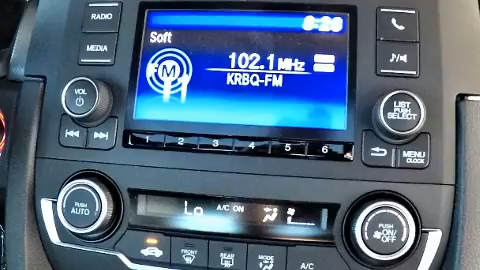 RADIO
MEDIA
Soft
102.1 MHz
KRBQ-FM
VOL
1 2 3 4 5 6
LIST
PUSH
SELECT
MENU
CLOCK
PUSH
AUTO
Lo A/C ON
PUSH
ON/
OFF
FRONT
REAR
MODE
A/C